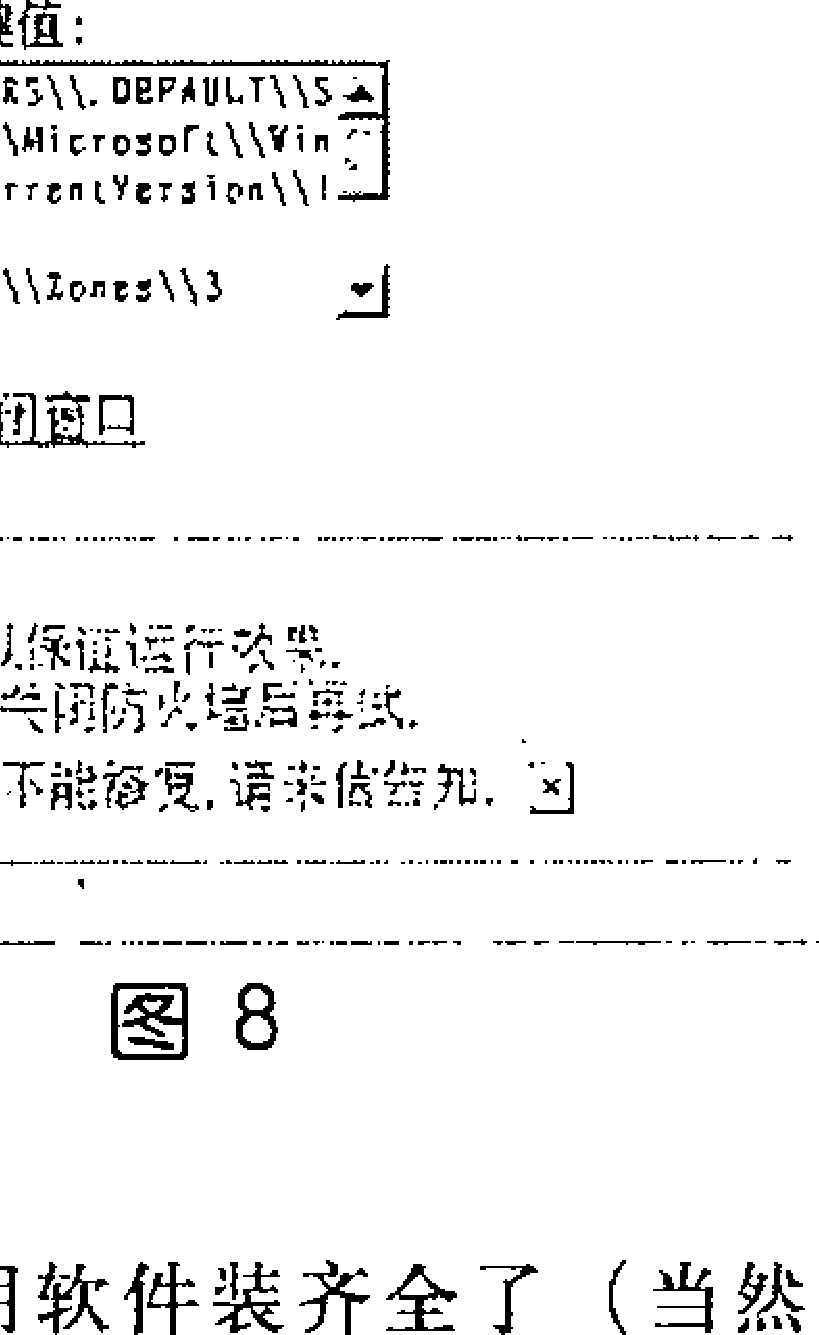 键值:
RS\\.DEFAULT\\S
\Microsoft\\Win
rrentVersion\\I
\\Zones\\3
闭窗口
以保证运行效果.
关闭防火墙后再试.
不能修复,请来信告知.
图 8
用软件装齐全了（当然